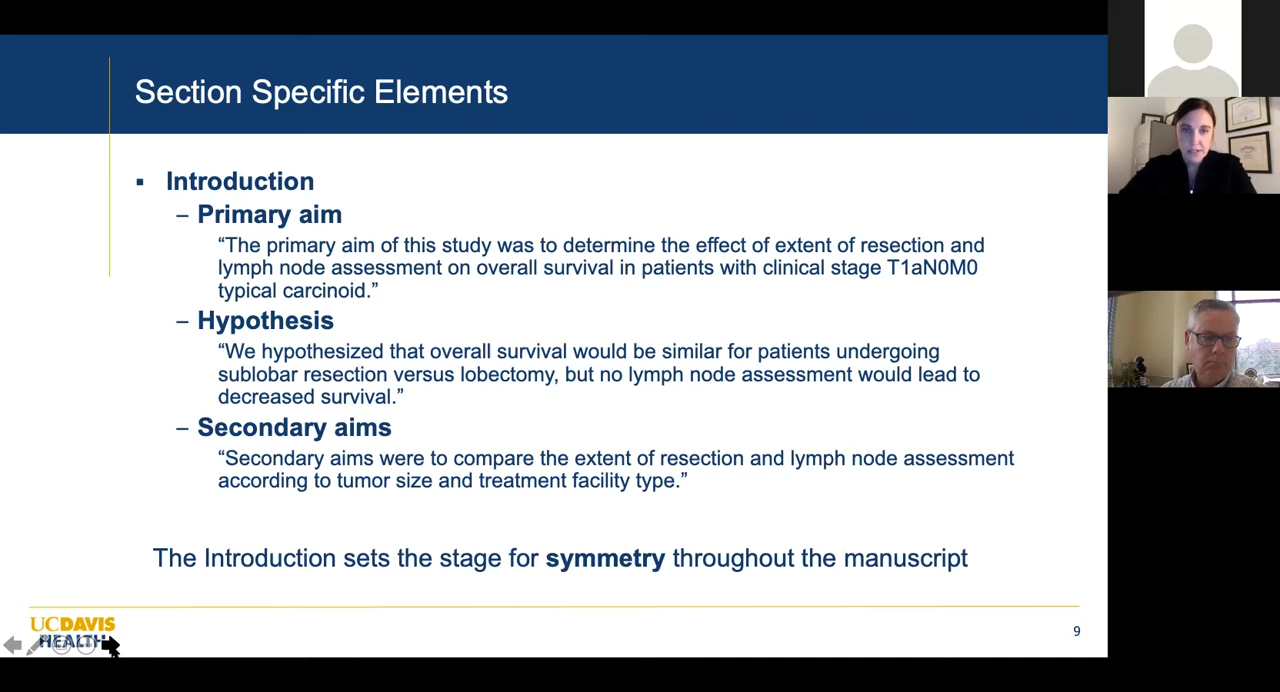 Section Specific Elements
▪ Introduction
– Primary aim
“The primary aim of this study was to determine the effect of extent of resection and
lymph node assessment on overall survival in patients with clinical stage T1aN0M0
typical carcinoid.”
– Hypothesis
“We hypothesized that overall survival would be similar for patients undergoing
sublobar resection versus lobectomy, but no lymph node assessment would lead to
decreased survival.”
– Secondary aims
“Secondary aims were to compare the extent of resection and lymph node assessment
according to tumor size and treatment facility type.”
The Introduction sets the stage for symmetry throughout the manuscript
UCDAVIS
HEALTH
9